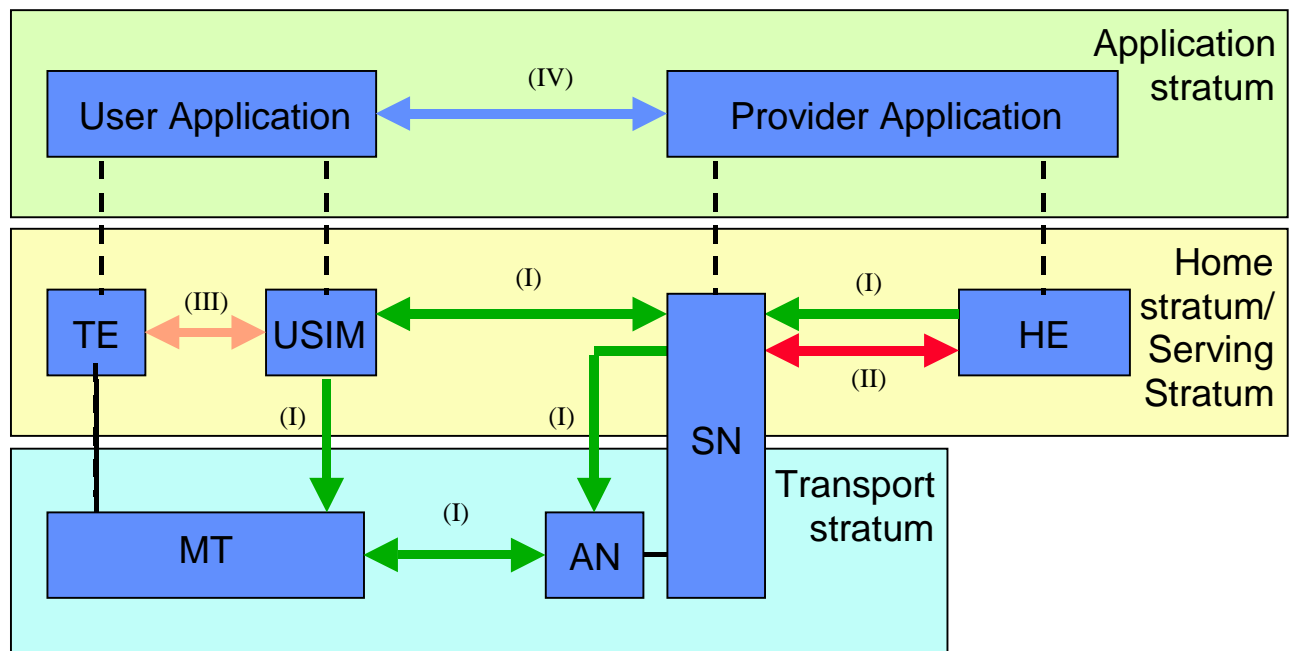 Application
stratum
(IV)
User Application
Provider Application
Home
stratum/
Serving
Stratum
(I)
(I)
(III)
TE
USIM
HE
(II)
(I)
(I)
SN
Transport
stratum
(I)
MT
AN